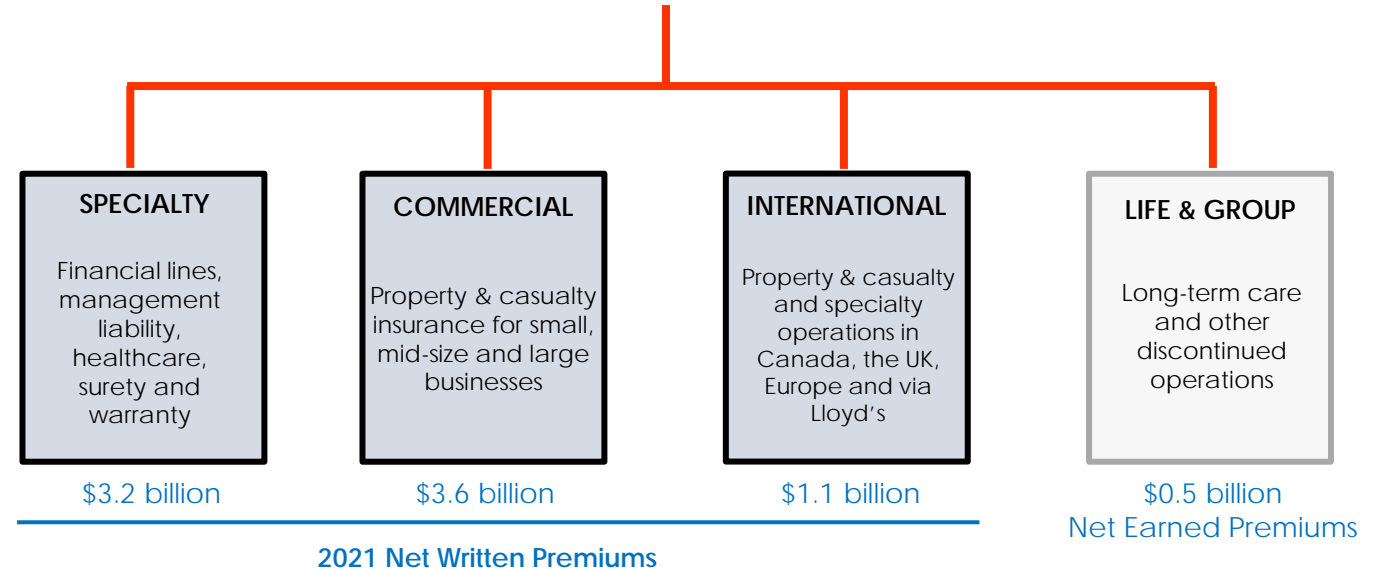 SPECIALTY
Financial lines,
management
liability,
healthcare,
surety and
warranty
$3.2 billion
COMMERCIAL
Property & casualty
insurance for small,
mid-size and large
businesses
$3.6 billion
INTERNATIONAL
Property & casualty
and specialty
operations in
Canada, the UK,
Europe and via
Lloyd's
$1.1 billion
2021 Net Written Premiums
LIFE & GROUP
Long-term care
and other
discontinued
operations
$0.5 billion
Net Earned Premiums